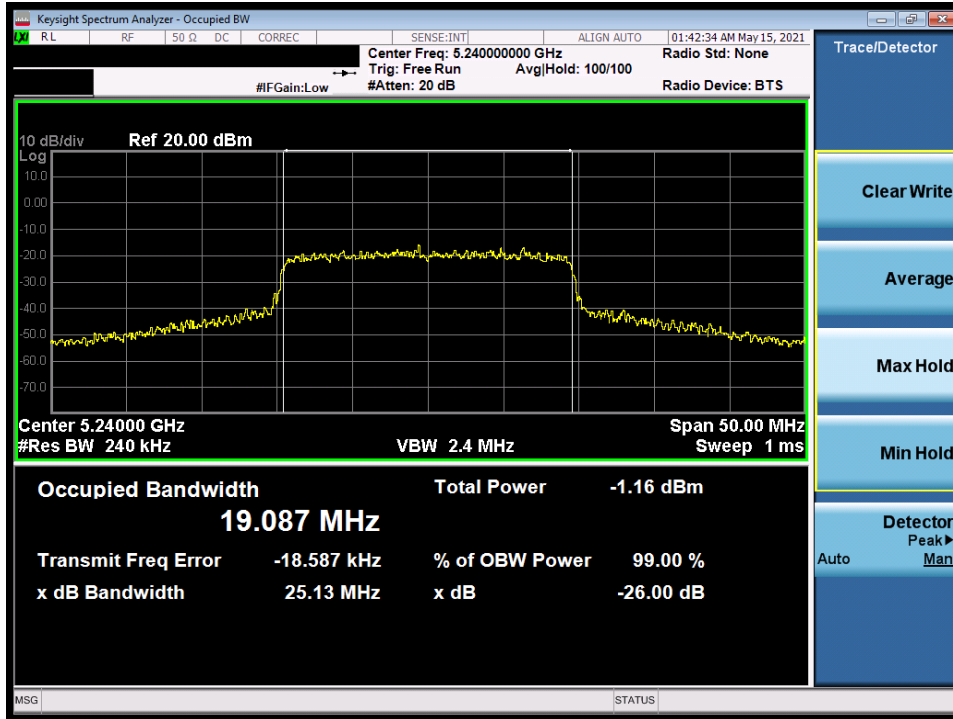 Keysight Spectrum Analyzer - Occupied BW
LXI RL RF 50 Ω DC CORREC SENSE:INT ALIGN AUTO 01:42:34 AM May 15, 2021
Center Freq: 5.240000000 GHz Radio Std: None
Trig: Free Run Avg|Hold: 100/100
#IFGain:Low #Atten: 20 dB Radio Device: BTS
Trace/Detector
10 dB/div Ref 20.00 dBm
Log
10.0
0.00
-10.0
-20.0
-30.0
-40.0
-50.0
-60.0
-70.0
Center 5.24000 GHz Span 50.00 MHz
#Res BW 240 kHz VBW 2.4 MHz Sweep 1 ms
Occupied Bandwidth Total Power -1.16 dBm
19.087 MHz
Transmit Freq Error -18.587 kHz % of OBW Power 99.00 %
x dB Bandwidth 25.13 MHz x dB -26.00 dB
Clear Write
Average
Max Hold
Min Hold
Detector
Peak▶
Auto Man
MSG STATUS